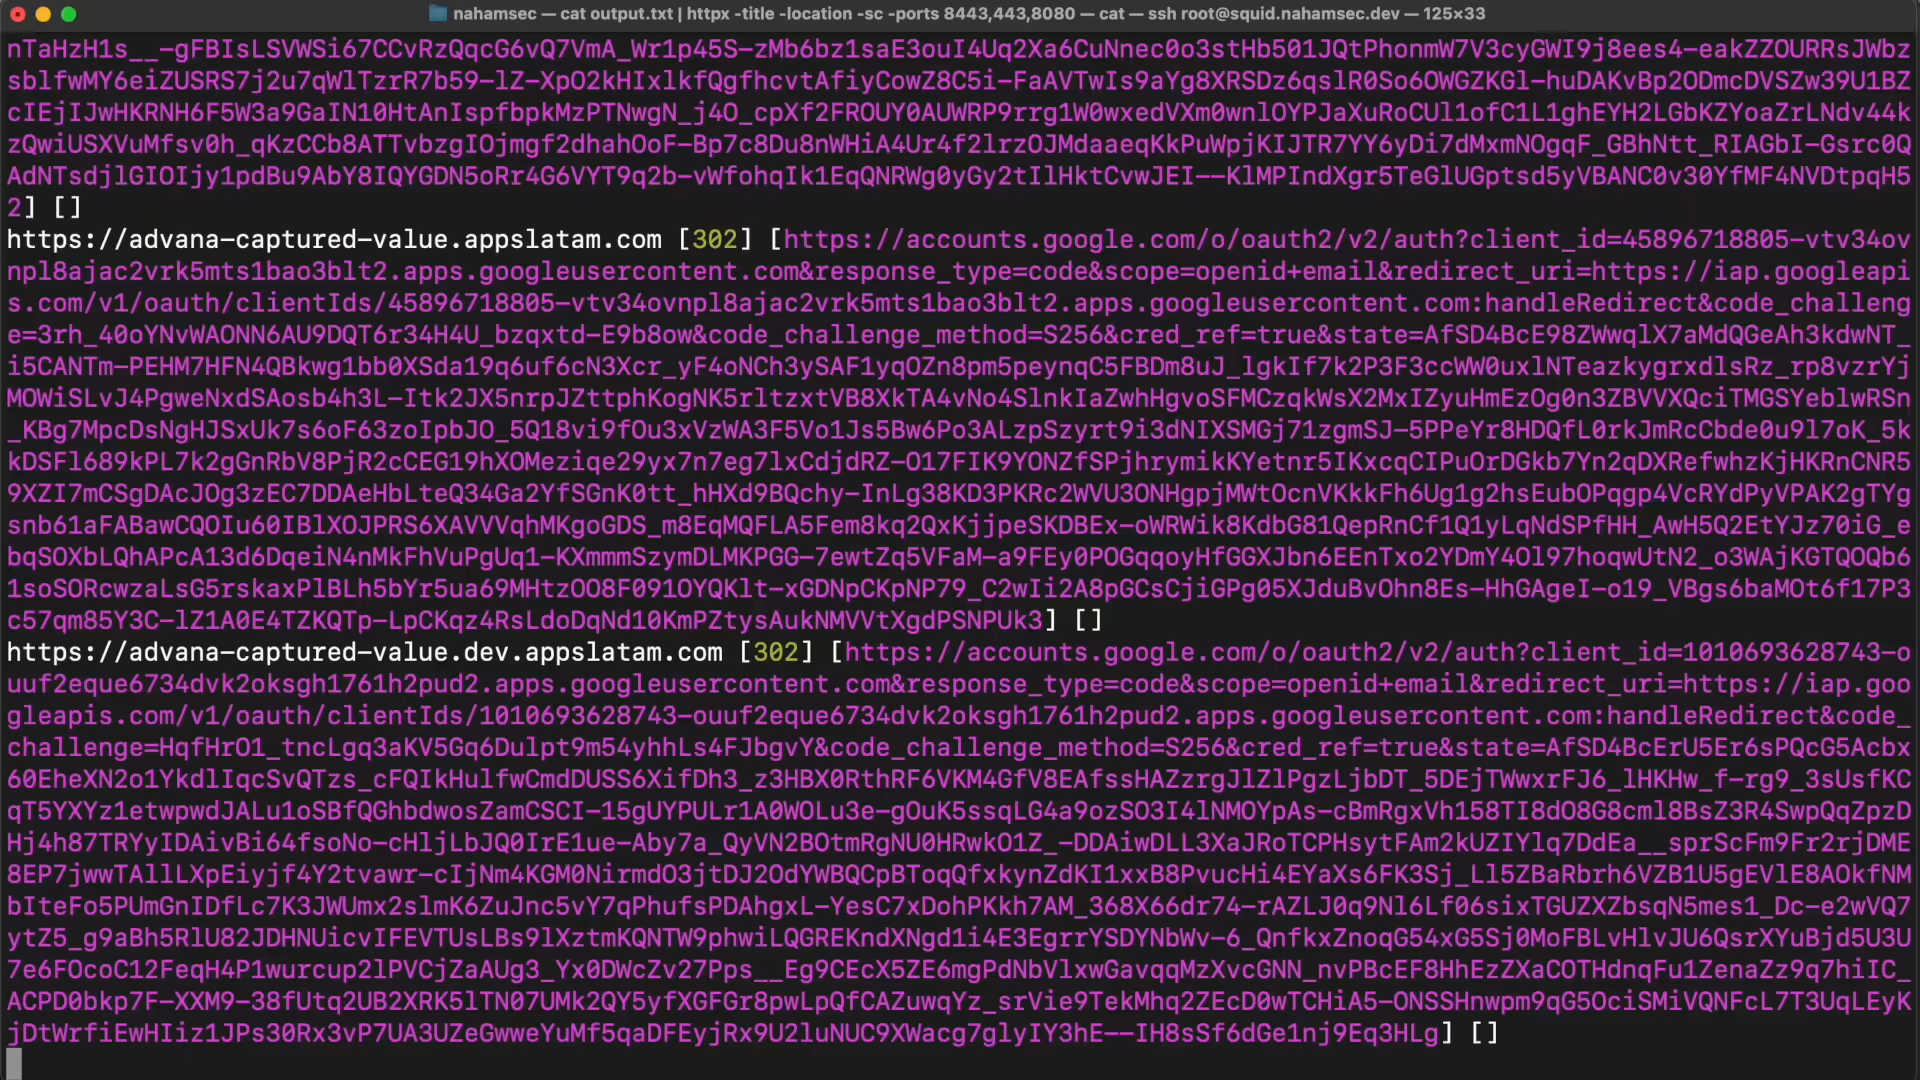 nahamsec — cat output.txt | httpx -title -location -sc -ports 8443,443,8080 — cat — ssh root@squid.nahamsec.dev — 125×33
nTaHzH1s__-gFBIsLSVWSi67CCvRzQqcG6vQ7VmA_Wr1p45S-zMb6bz1saE3ouI4Uq2Xa6CuNnec0o3stHb501JQtPhonmW7V3cyGWI9j8ees4-eakZZOURRsJWbz
sblfwMY6eiZUSRS7j2u7qWlTzrR7b59-lZ-XpO2kHIxlkfQgfhcvtAfiyCowZ8C5i-FaAVTwIs9aYg8XRSDz6qslR0So6OWGZKGl-huDAKvBp2ODmcDVSZw39U1BZ
cIEjIJwHKRNH6F5W3a9GaIN10HtAnIspfbpkMzPTNwgN_j4O_cpXf2FROUY0AUWRP9rrg1W0wxedVXm0wnlOYPJaXuRoCUl1ofC1L1ghEYH2LGbKZYoaZrLNdv44k
zQwiUSXVuMfsv0h_qKzCCb8ATTvbzgIOjmgf2dhahOoF-Bp7c8Du8nWHiA4Ur4f2lrzOJMdaaeqKkPuWpjKIJTR7YY6yDi7dMxmNOgqF_GBhNtt_RIAGbI-Gsrc0Q
AdNTsdjlGIOIjy1pdBu9AbY8IQYGDN5oRr4G6VYT9q2b-vWfohqIk1EqQNRWg0yGy2tIlHktCvwJEI--KlMPIndXgr5TeGlUGptsd5yVBANC0v30YfMF4NVDtpqH5
2] []
https://advana-captured-value.appslatam.com [302] [https://accounts.google.com/o/oauth2/v2/auth?client_id=45896718805-vtv34ov
npl8ajac2vrk5mts1bao3blt2.apps.googleusercontent.com&response_type=code&scope=openid+email&redirect_uri=https://iap.googleapi
s.com/v1/oauth/clientIds/45896718805-vtv34ovnpl8ajac2vrk5mts1bao3blt2.apps.googleusercontent.com:handleRedirect&code_challeng
e=3rh_40oYNvWAONN6AU9DQT6r34H4U_bzqxtd-E9b8ow&code_challenge_method=S256&cred_ref=true&state=AfSD4BcE98ZWwqlX7aMdQGeAh3kdwNT_
i5CANTm-PEHM7HFN4QBkwg1bb0XSda19q6uf6cN3Xcr_yF4oNCh3ySAF1yqOZn8pm5peynqC5FBDm8uJ_lgkIf7k2P3F3ccWW0uxlNTeazkygrxdlsRz_rp8vzrYj
MOWiSLvJ4PgweNxdSAosb4h3L-Itk2JX5nrpJZttphKogNK5rltzxtVB8XkTA4vNo4SlnkIaZwhHgvoSFMCzqkWsX2MxIZyuHmEzOg0n3ZBVVXQciTMGSYeblwRSn
_KBg7MpcDsNgHJSxUk7s6oF63zoIpbJO_5Q18vi9fOu3xVzWA3F5Vo1Js5Bw6Po3ALzpSzyrt9i3dNIXSMGj71zgmSJ-5PPeYr8HDQfL0rkJmRcCbde0u9l7oK_5k
kDSFl689kPL7k2gGnRbV8PjR2cCEG19hXOMeziqe29yx7n7eg7lxCdjdRZ-O17FIK9YONZfSPjhrymikKYetnr5IKxcqCIPuOrDGkb7Yn2qDXRefwhzKjHKRnCNR5
9XZI7mCSgDAcJOg3zEC7DDAeHbLteQ34Ga2YfSGnK0tt_hHXd9BQchy-InLg38KD3PKRc2WVU3ONHgpjMWtOcnVKkkFh6Ug1g2hsEubOPqgp4VcRYdPyVPAK2gTYg
snb61aFABawCQOIu60IBlXOJPRS6XAVVVqhMKgoGDS_m8EqMQFLA5Fem8kq2QxKjjpeSKDBEx-oWRWik8KdbG81QepRnCf1Q1yLqNdSPfHH_AwH5Q2EtYJz70iG_e
bqSOXbLQhAPcA13d6DqeiN4nMkFhVuPgUq1-KXmmmSzymDLMKPGG-7ewtZq5VFaM-a9FEy0POGqqoyHfGGXJbn6EEnTxo2YDmY4Ol97hoqwUtN2_o3WAjKGTQOQb6
1soSORcwzaLsG5rskaxPlBLh5bYr5ua69MHtzOO8F091OYQKlt-xGDNpCKpNP79_C2wIi2A8pGCsCjiGPg05XJduBvOhn8Es-HhGAgeI-o19_VBgs6baMOt6f17P3
c57qm85Y3C-lZ1A0E4TZKQTp-LpCKqz4RsLdoDqNd10KmPZtysAukNMVVtXgdPSNPUk3] []
https://advana-captured-value.dev.appslatam.com [302] [https://accounts.google.com/o/oauth2/v2/auth?client_id=1010693628743-o
uuf2eque6734dvk2oksgh1761h2pud2.apps.googleusercontent.com&response_type=code&scope=openid+email&redirect_uri=https://iap.goo
gleapis.com/v1/oauth/clientIds/1010693628743-ouuf2eque6734dvk2oksgh1761h2pud2.apps.googleusercontent.com:handleRedirect&code_
challenge=HqfHrO1_tncLgq3aKV5Gq6Dulpt9m54yhhLs4FJbgvY&code_challenge_method=S256&cred_ref=true&state=AfSD4BcErU5Er6sPQcG5Acbx
60EheXN2o1YkdlIqcSvQTzs_cFQIkHulfwCmdDUSS6XifDh3_z3HBX0RthRF6VKM4GfV8EAfssHAZzrgJlZlPgzLjbDT_5DEjTWwxrFJ6_lHKHw_f-rg9_3sUsfKC
qT5YXYz1etwpwdJALu1oSBfQGhbdwosZamCSCI-15gUYPULr1A0WOLu3e-gOuK5ssqLG4a9ozSO3I4lNMOYpAs-cBmRgxVh158TI8dO8G8cml8BsZ3R4SwpQqZpzD
Hj4h87TRYyIDAivBi64fsoNo-cHljLbJQ0IrE1ue-Aby7a_QyVN2BOtmRgNU0HRwkO1Z_-DDAiwDLL3XaJRoTCPHsytFAm2kUZIYlq7DdEa__sprScFm9Fr2rjDME
8EP7jwwTAllLXpEiyjf4Y2tvawr-cIjNm4KGM0NirmdO3jtDJ2OdYWBQCpBToqQfxkynZdKI1xxB8PvucHi4EYaXs6FK3Sj_Ll5ZBaRbrh6VZB1U5gEVlE8AOkfNM
bIteFo5PUmGnIDfLc7K3JWUmx2slmK6ZuJnc5vY7qPhufsPDAhgxL-YesC7xDohPKkh7AM_368X66dr74-rAZLJ0q9Nl6Lf06sixTGUZXZbsqN5mes1_Dc-e2wVQ7
ytZ5_g9aBh5RlU82JDHNUicvIFEVTUsLBs9lXztmKQNTW9phwiLQGREKndXNgd1i4E3EgrrYSDYNbWv-6_QnfkxZnoqG54xG5Sj0MoFBLvHlvJU6QsrXYuBjd5U3U
7e6FOcoC12FeqH4P1wurcup2lPVCjZaAUg3_Yx0DWcZv27Pps__Eg9CEcX5ZE6mgPdNbVlxwGavqqMzXvcGNN_nvPBcEF8HhEzZXaCOTHdnqFu1ZenaZz9q7hiIC_
ACPD0bkp7F-XXM9-38fUtq2UB2XRK5lTN07UMk2QY5yfXGFGr8pwLpQfCAZuwqYz_srVie9TekMhq2ZEcD0wTCHiA5-ONSSHnwpm9qG5OciSMiVQNFcL7T3UqLEyK
jDtWrfiEwHIiz1JPs30Rx3vP7UA3UZeGwweYuMf5qaDFEyjRx9U2luNUC9XWacg7glyIY3hE--IH8sSf6dGe1nj9Eq3HLg] []